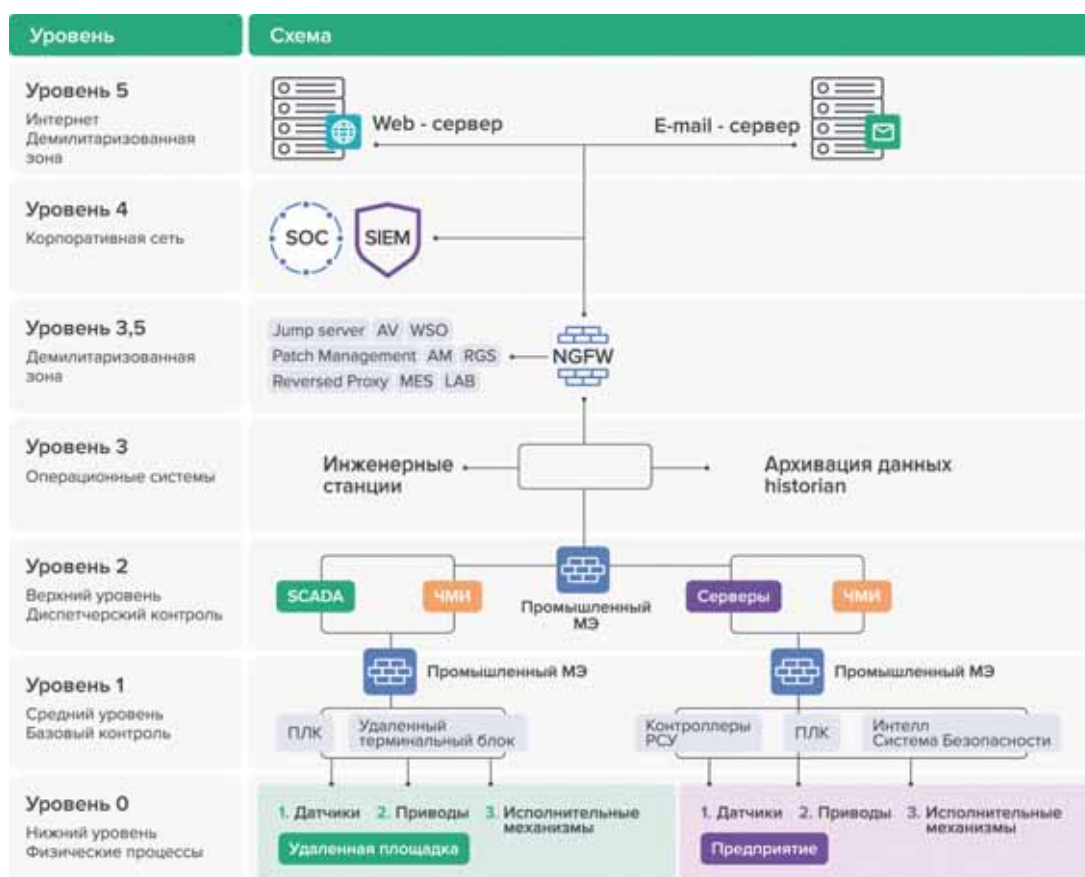 Уровень
Схема
Уровень 5
Интернет
Демилитаризованная
зона
Web - сервер
E-mail - сервер
Уровень 4
Корпоративная сеть
SOC
SIEM
Уровень 3,5
Демилитаризованная
зона
Jump server AV WSO
Patch Management AM RGS
Reversed Proxy MES LAB
NGFW
Уровень 3
Операционные системы
Инженерные
станции
Архивация данных
historian
Уровень 2
Верхний уровень
Диспетчерский контроль
SCADA
ЧМИ
Промышленный
МЭ
Серверы
ЧМИ
Уровень 1
Средний уровень
Базовый контроль
Промышленный МЭ
Промышленный МЭ
ПЛК
Удаленный
терминальный блок
Контроллеры
РСУ
ПЛК
Интелл
Система Безопасности
Уровень 0
Нижний уровень
Физические процессы
1. Датчики 2. Приводы 3. Исполнительные
механизмы
Удаленная площадка
1. Датчики 2. Приводы 3. Исполнительные
механизмы
Предприятие